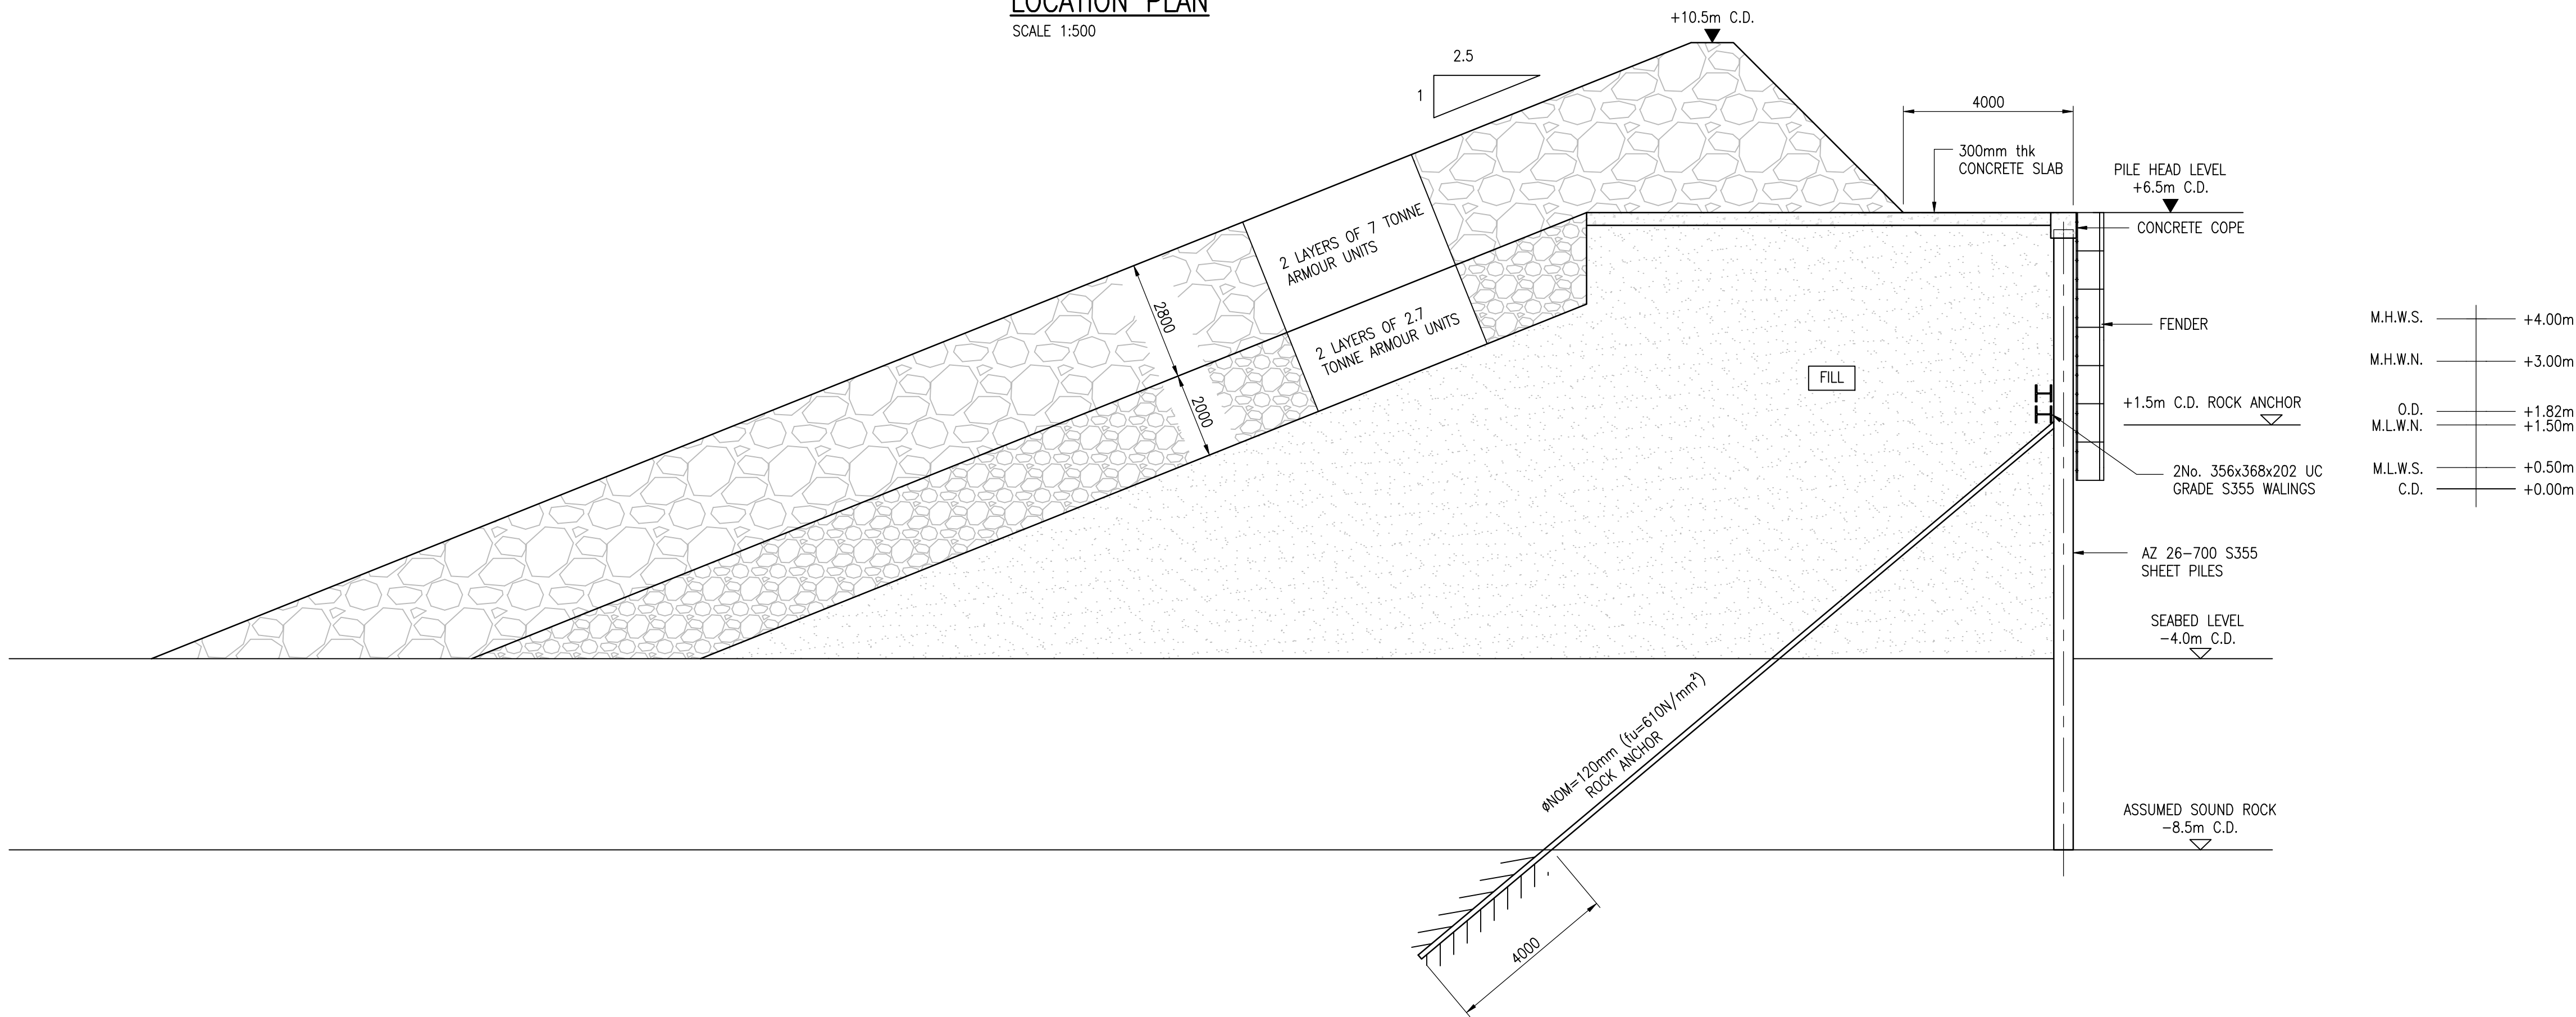 LOCATION PLAN
SCALE 1:500
+10.5m C.D.
2.5
1
4000
300mm thk
CONCRETE SLAB
PILE HEAD LEVEL
+6.5m C.D.
CONCRETE COPE
2 LAYERS OF 7 TONNE
ARMOUR UNITS
2 LAYERS OF 2.7
TONNE ARMOUR UNITS
2800
2000
FILL
FENDER
+1.5m C.D. ROCK ANCHOR
2No. 356x368x202 UC
GRADE S355 WALINGS
AZ 26-700 S355
SHEET PILES
SEABED LEVEL
-4.0m C.D.
ASSUMED SOUND ROCK
-8.5m C.D.
øNOM=120mm (fu=610N/mm²)
ROCK ANCHOR
4000
M.H.W.S. +4.00m
M.H.W.N. +3.00m
O.D. +1.82m
M.L.W.N. +1.50m
M.L.W.S. +0.50m
C.D. +0.00m